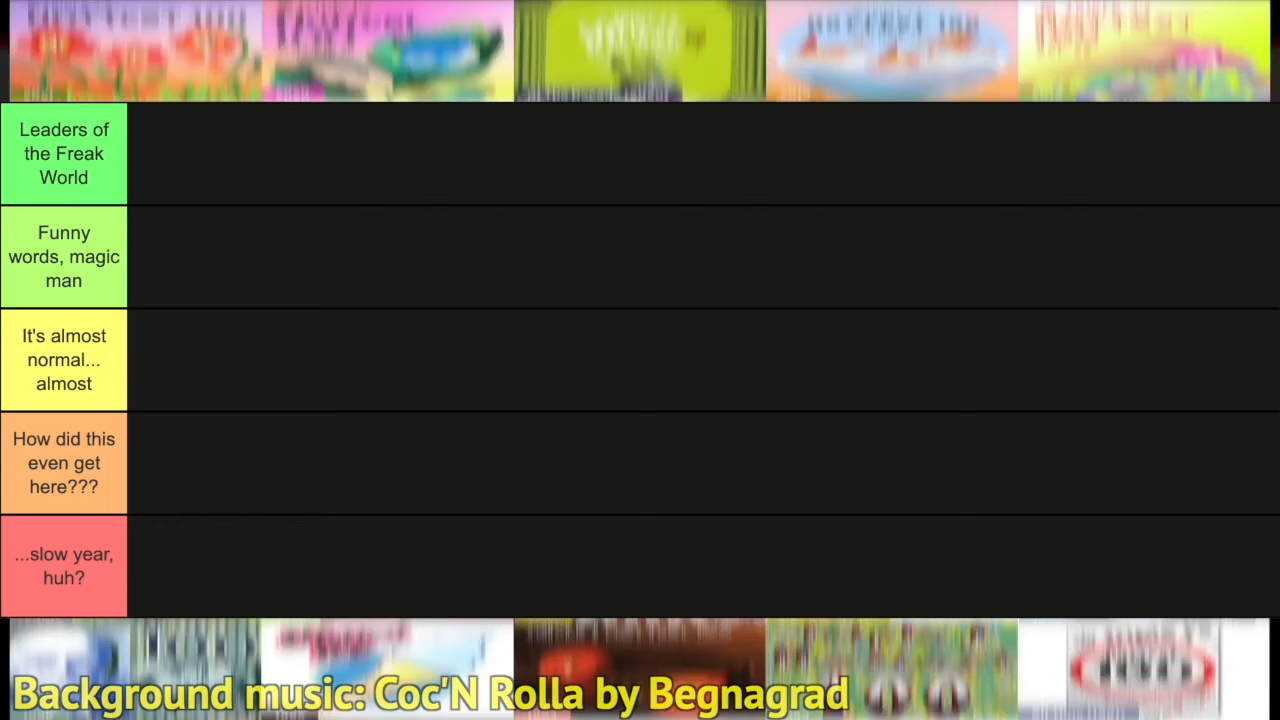 Leaders of
the Freak
World
Funny
words, magic
man
It's almost
normal...
almost
How did this
even get
here???
...slow year,
huh?
Background music: Coc'N Rolla by Begnagrad